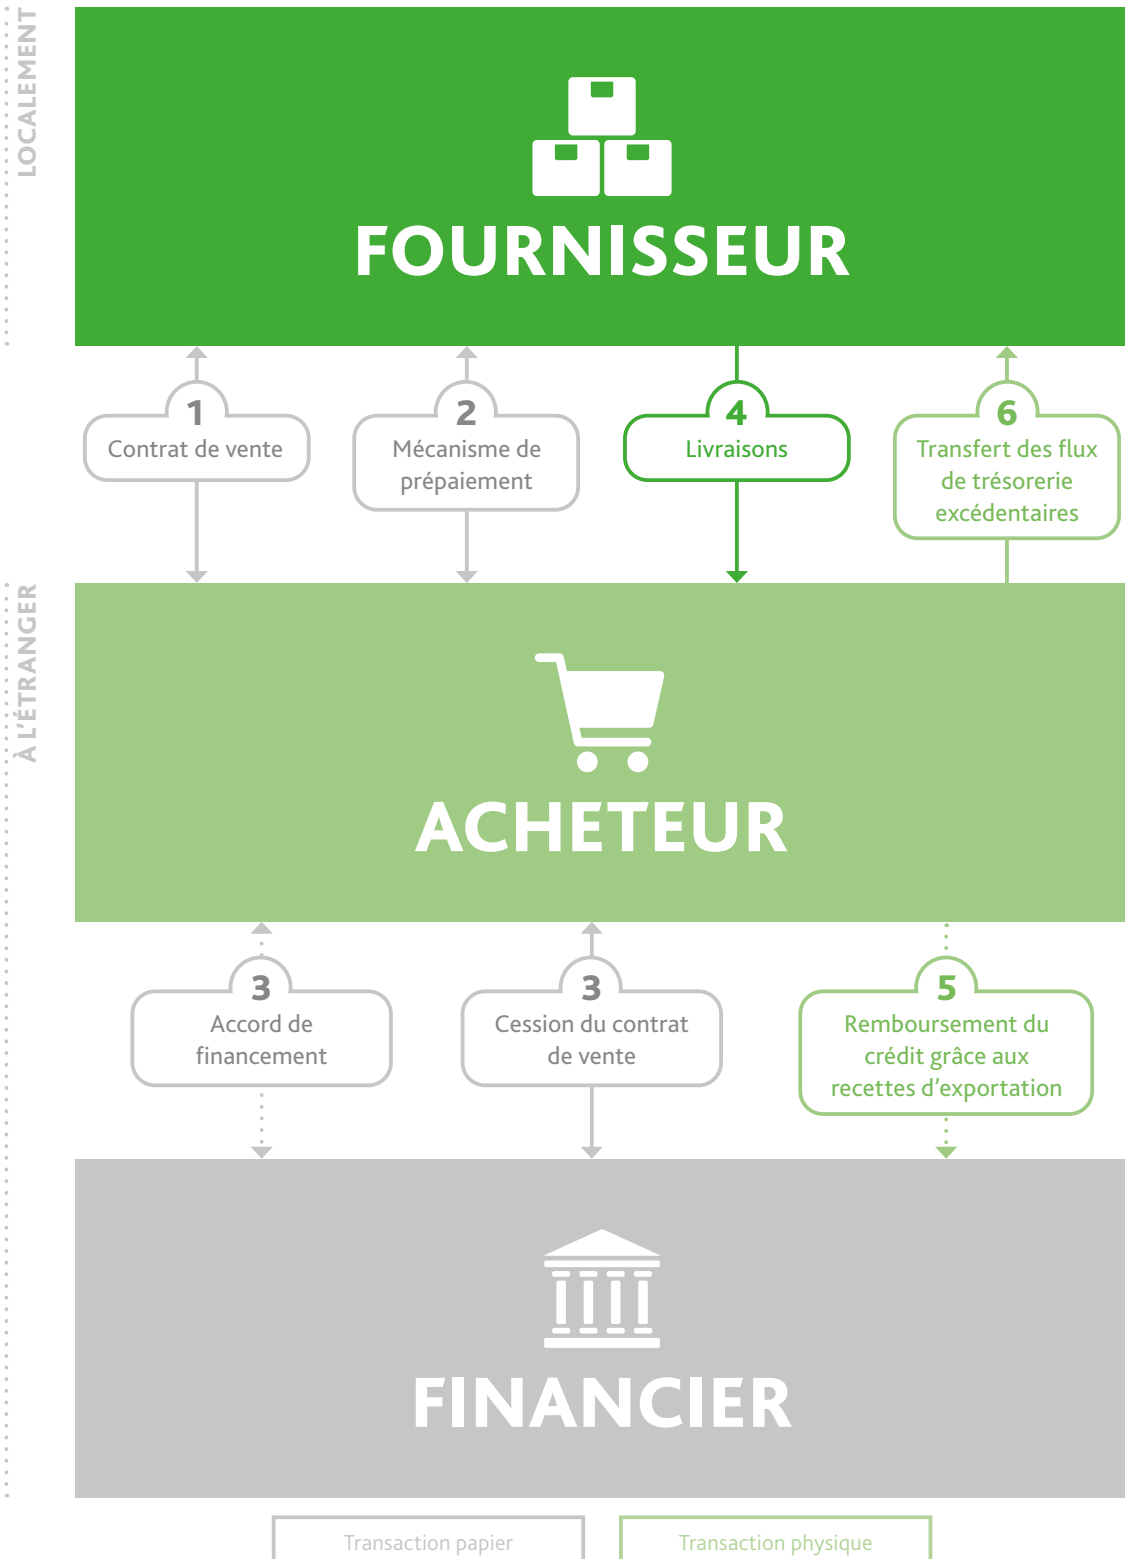 LOCALEMENT
FOURNISSEUR
1
Contrat de vente
2
Mécanisme de
prépaiement
4
Livraisons
6
Transfert des flux
de trésorerie
excédentaires
À L’ÉTRANGER
ACHETEUR
3
Accord de
financement
3
Cession du contrat
de vente
5
Remboursement du
crédit grâce aux
recettes d’exportation
FINANCIER
Transaction papier
Transaction physique